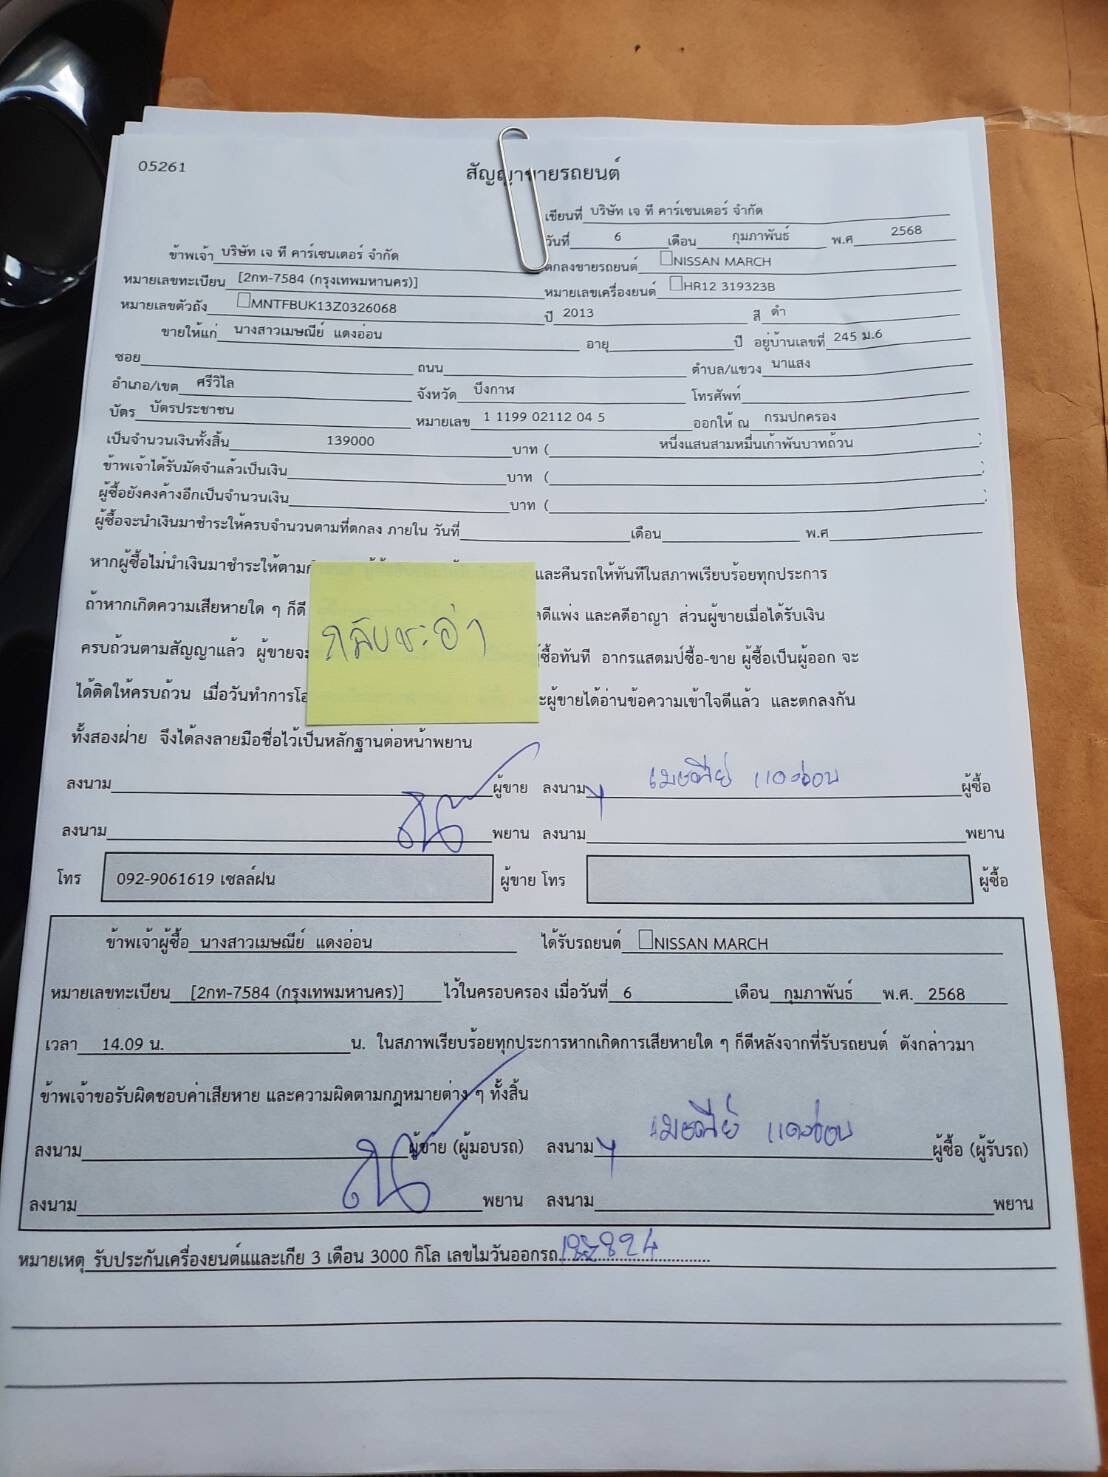 05261
สัญญาขายรถยนต์
เขียนที่ บริษัท เจ ที คาร์เซนเตอร์ จำกัด
วันที่ 6 เดือน กุมภาพันธ์ พ.ศ 2568
ข้าพเจ้า บริษัท เจ ที คาร์เซนเตอร์ จำกัด ตกลงขายรถยนต์ NISSAN MARCH
หมายเลขทะเบียน [2กท-7584 (กรุงเทพมหานคร)] หมายเลขเครื่องยนต์ HR12 319323B
หมายเลขตัวถัง MNTFBUK13Z0326068 ปี 2013 สี ดำ
ขายให้แก่ นางสาวเมษณีย์ แดงอ่อน อายุ ปี อยู่บ้านเลขที่ 245 ม.6
ซอย ถนน ตำบล/แขวง นาแสง
อำเภอ/เขต ศรีวิไล จังหวัด บึงกาฬ โทรศัพท์
บัตร บัตรประชาชน หมายเลข 1 1199 02112 04 5 ออกให้ ณ กรมปกครอง
เป็นจำนวนเงินทั้งสิ้น 139000 บาท ( หนึ่งแสนสามหมื่นเก้าพันบาทถ้วน )
ข้าพเจ้าได้รับมัดจำแล้วเป็นเงิน บาท ( )
ผู้ซื้อยังคงค้างอีกเป็นจำนวนเงิน บาท ( )
ผู้ซื้อจะนำเงินมาชำระให้ครบจำนวนตามที่ตกลง ภายใน วันที่ เดือน พ.ศ
หากผู้ซื้อไม่นำเงินมาชำระให้ตาม และคืนรถให้ทันทีในสภาพเรียบร้อยทุกประการ
ถ้าหากเกิดความเสียหายใด ๆ ก็ดี คดีแพ่ง และคดีอาญา ส่วนผู้ขายเมื่อได้รับเงิน
ครบถ้วนตามสัญญาแล้ว ผู้ขายจะ ผู้ซื้อทันที อากรแสตมป์ซื้อ-ขาย ผู้ซื้อเป็นผู้ออก จะ
ได้ติดให้ครบถ้วน เมื่อวันทำการ และผู้ขายได้อ่านข้อความเข้าใจดีแล้ว และตกลงกัน
ทั้งสองฝ่าย จึงได้ลงลายมือชื่อไว้เป็นหลักฐานต่อหน้าพยาน
ลงนาม ผู้ขาย ลงนาม เมษณีย์ แดงอ่อน ผู้ซื้อ
ลงนาม พยาน ลงนาม พยาน
โทร 092-9061619 เซลล์ฝน ผู้ขาย โทร ผู้ซื้อ
ข้าพเจ้าผู้ซื้อ นางสาวเมษณีย์ แดงอ่อน ได้รับรถยนต์ NISSAN MARCH
หมายเลขทะเบียน [2กท-7584 (กรุงเทพมหานคร)] ไว้ในครอบครอง เมื่อวันที่ 6 เดือน กุมภาพันธ์ พ.ศ. 2568
เวลา 14.09 น. น. ในสภาพเรียบร้อยทุกประการหากเกิดการเสียหายใด ๆ ก็ดีหลังจากที่รับรถยนต์ ดังกล่าวมา
ข้าพเจ้าขอรับผิดชอบค่าเสียหาย และความผิดตามกฎหมายต่าง ๆ ทั้งสิ้น
ลงนาม ผู้ขาย (ผู้มอบรถ) ลงนาม เมษณีย์ แดงอ่อน ผู้ซื้อ (ผู้รับรถ)
ลงนาม พยาน ลงนาม พยาน
หมายเหตุ รับประกันเครื่องยนต์แและเกีย 3 เดือน 3000 กิโล เลขไมวันออกรถ